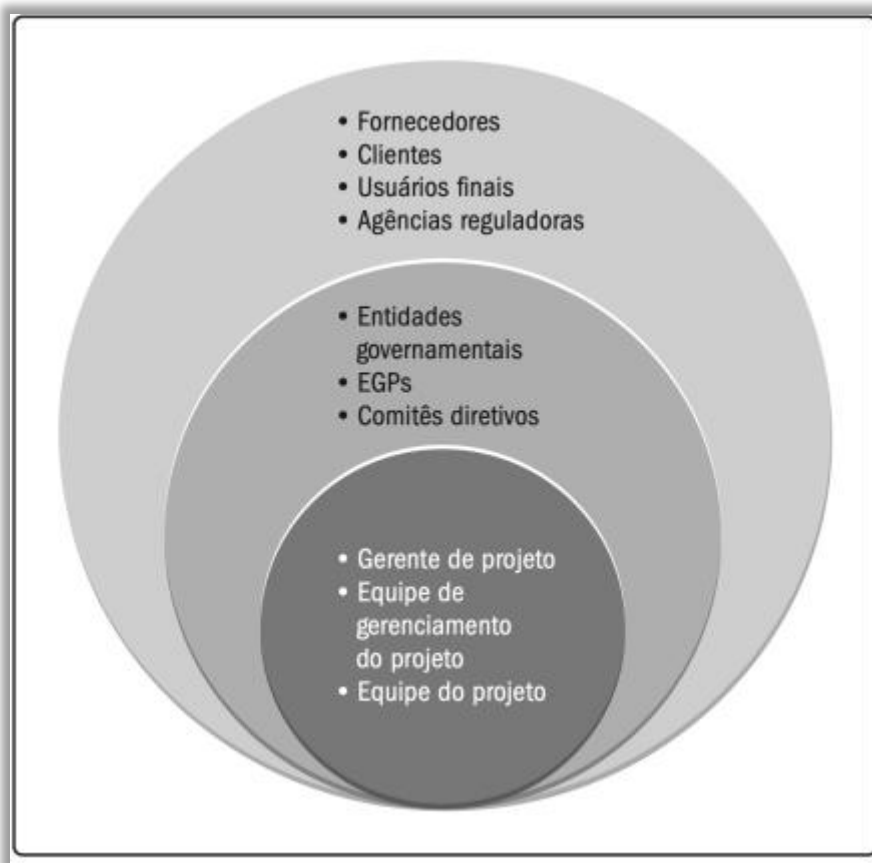 • Fornecedores
• Clientes
• Usuários finais
• Agências reguladoras
• Entidades
governamentais
• EGPs
• Comitês diretivos
• Gerente de projeto
• Equipe de
gerenciamento
do projeto
• Equipe do projeto